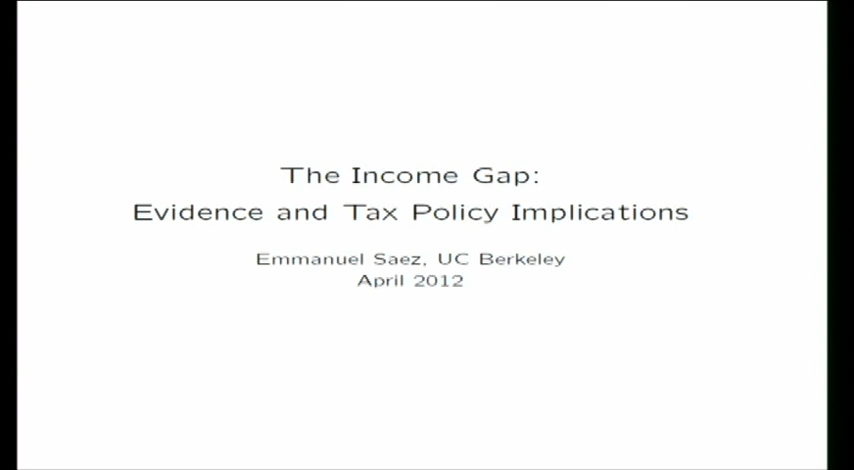 The Income Gap:
Evidence and Tax Policy Implications
Emmanuel Saez, UC Berkeley
April 2012